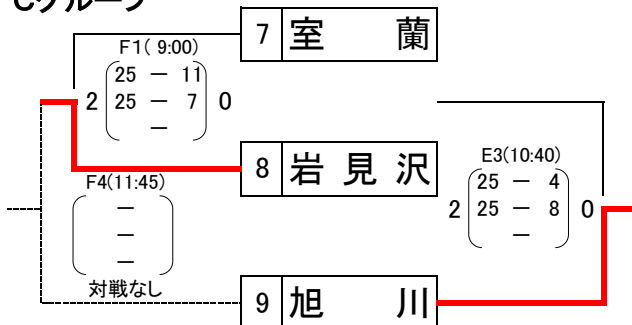 Cグループ
7 室 蘭
F1( 9:00)
25 － 11
2 25 － 7 0
－
8 岩 見 沢
E3(10:40)
25 － 4
2 25 － 8 0
－
F4(11:45)
－
－
－
対戦なし
9 旭 川